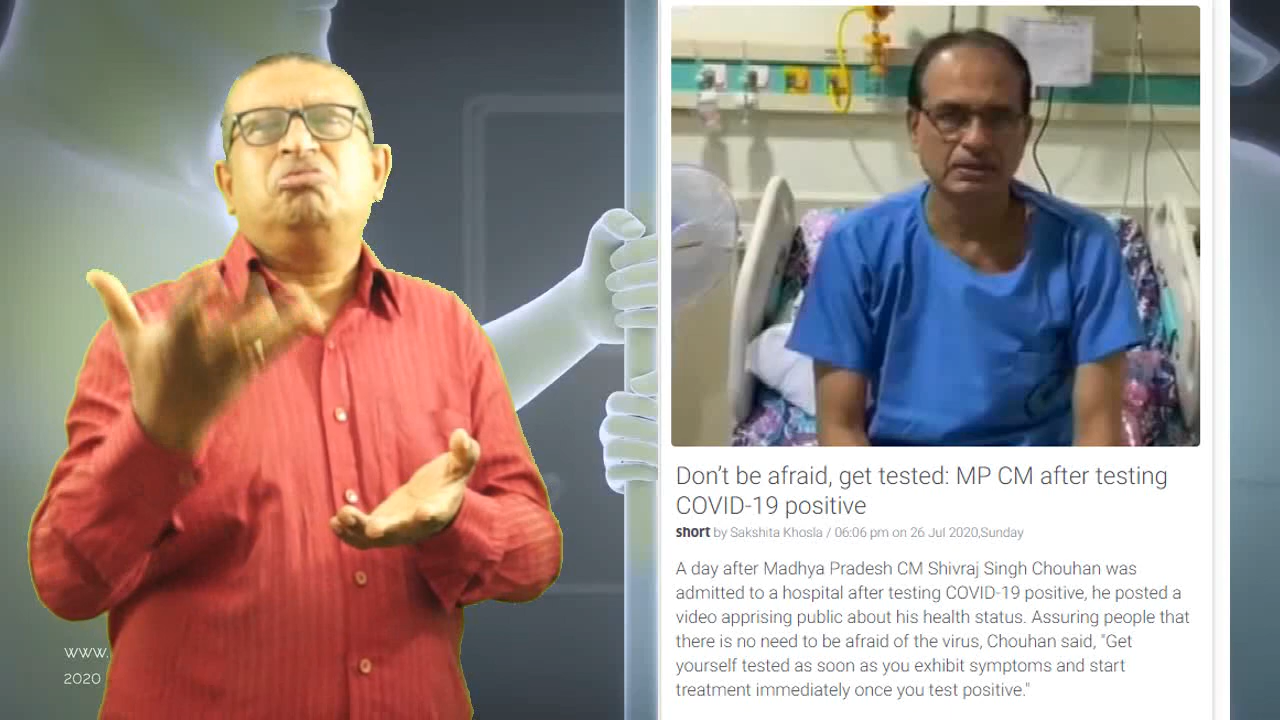 Don't be afraid, get tested: MP CM after testing
COVID-19 positive
short by Sakshita Khosla / 06:06 pm on 26 Jul 2020,Sunday
A day after Madhya Pradesh CM Shivraj Singh Chouhan was
admitted to a hospital after testing COVID-19 positive, he posted a
video apprising public about his health status. Assuring people that
there is no need to be afraid of the virus, Chouhan said, "Get
yourself tested as soon as you exhibit symptoms and start
treatment immediately once you test positive."
www.
2020